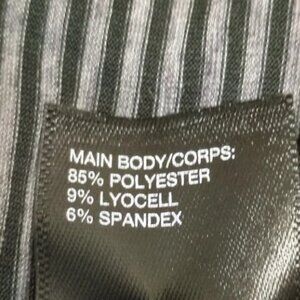 MAIN BODY/CORPS:
85% POLYESTER
9% LYOCELL
6% SPANDEX